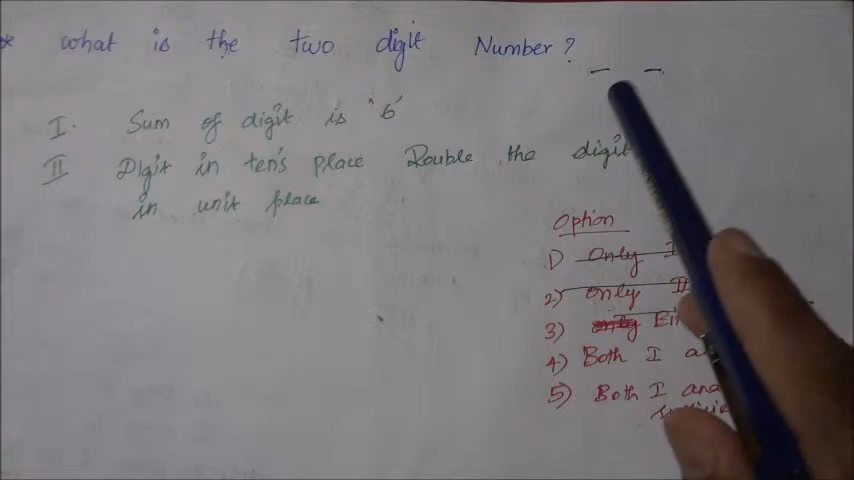 * what is the two digit Number? _ _
I. Sum of digit is '6'
II Digit in ten's place Double the digit
in unit place
Option
1) Only I
2) Only II
3) Ei
4) Both I a
5) Both I and